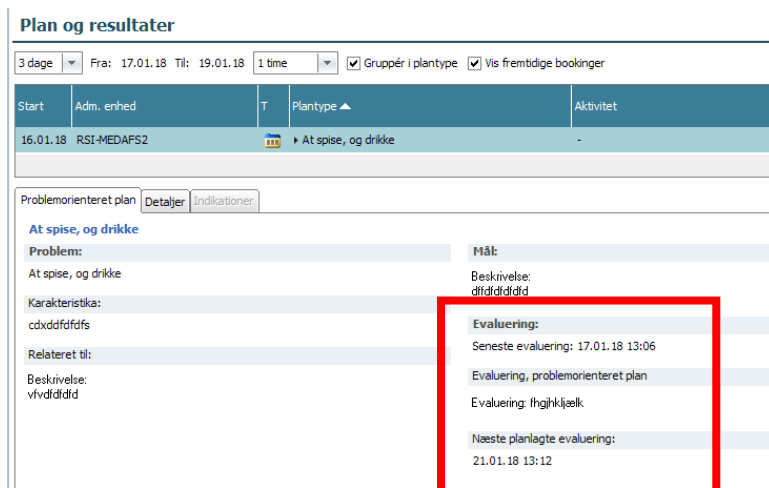 Plan og resultater
3 dage Fra: 17.01.18 Til: 19.01.18 1 time Gruppér i plantype Vis fremtidige bookinger
Start Adm. enhed T Plantype Aktivitet
16.01.18 RSI-MEDAFS2 At spise, og drikke -
Problemorienteret plan Detaljer Indikationer
At spise, og drikke
Problem:
At spise, og drikke
Karakteristika:
cdxddfdfdfs
Relateret til:
Beskrivelse:
vfvdfdfdfd
Mål:
Beskrivelse:
dffdfdfdfdfd
Evaluering:
Seneste evaluering: 17.01.18 13:06
Evaluering, problemorienteret plan
Evaluering: fhgjhkljælk
Næste planlagte evaluering:
21.01.18 13:12